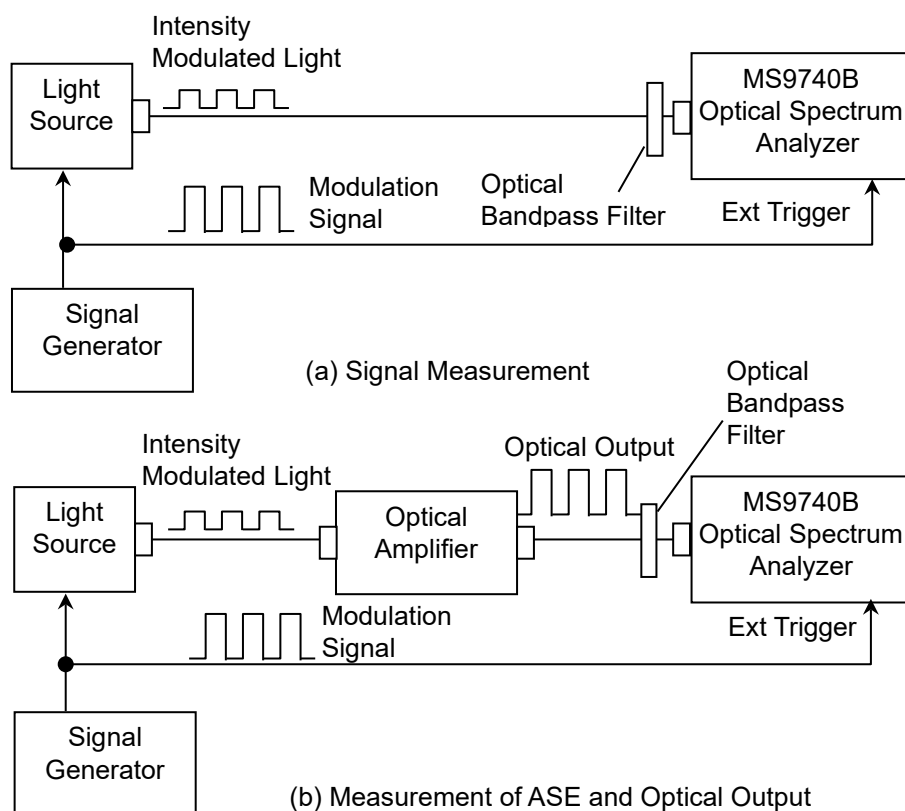 Intensity
Modulated Light
Light
Source
MS9740B
Optical Spectrum
Analyzer
Modulation
Signal
Optical
Bandpass Filter
Ext Trigger
Signal
Generator
(a) Signal Measurement
Optical
Bandpass
Filter
Intensity
Modulated Light
Optical Output
Light
Source
Optical
Amplifier
MS9740B
Optical Spectrum
Analyzer
Modulation
Signal
Ext Trigger
Signal
Generator
(b) Measurement of ASE and Optical Output